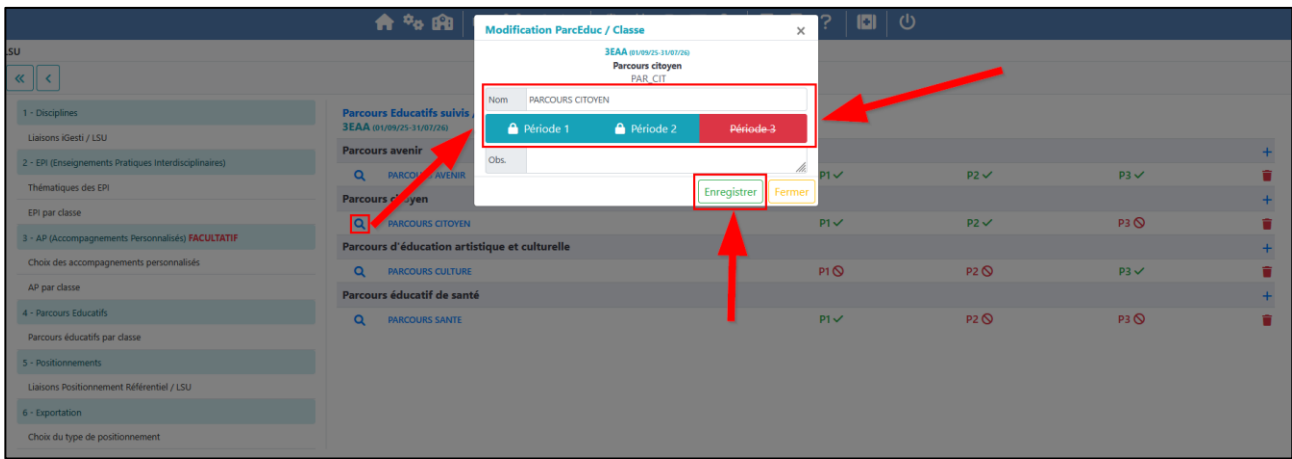 Modification ParcEduc / Classe ×
3EAA (01/09/25-31/07/26)
Parcours citoyen
PAR_CIT
Nom PARCOURS CITOYEN
Période 1 Période 2 Période 3
Obs.
Enregistrer Fermer
?
LSU
1 - Disciplines
Liaisons iGesti / LSU
2 - EPI (Enseignements Pratiques Interdisciplinaires)
Thématiques des EPI
EPI par classe
3 - AP (Accompagnements Personnalisés) FACULTATIF
Choix des accompagnements personnalisés
AP par classe
4 - Parcours Educatifs
Parcours éducatifs par classe
5 - Positionnements
Liaisons Positionnement Référentiel / LSU
6 - Exportation
Choix du type de positionnement
Parcours Educatifs suivis /
3EAA (01/09/25-31/07/26)
Parcours avenir
PARCOURS AVENIR P1 P2 P3
Parcours citoyen
PARCOURS CITOYEN P1 P2 P3
Parcours d'éducation artistique et culturelle
PARCOURS CULTURE P1 P2 P3
Parcours éducatif de santé
PARCOURS SANTE P1 P2 P3